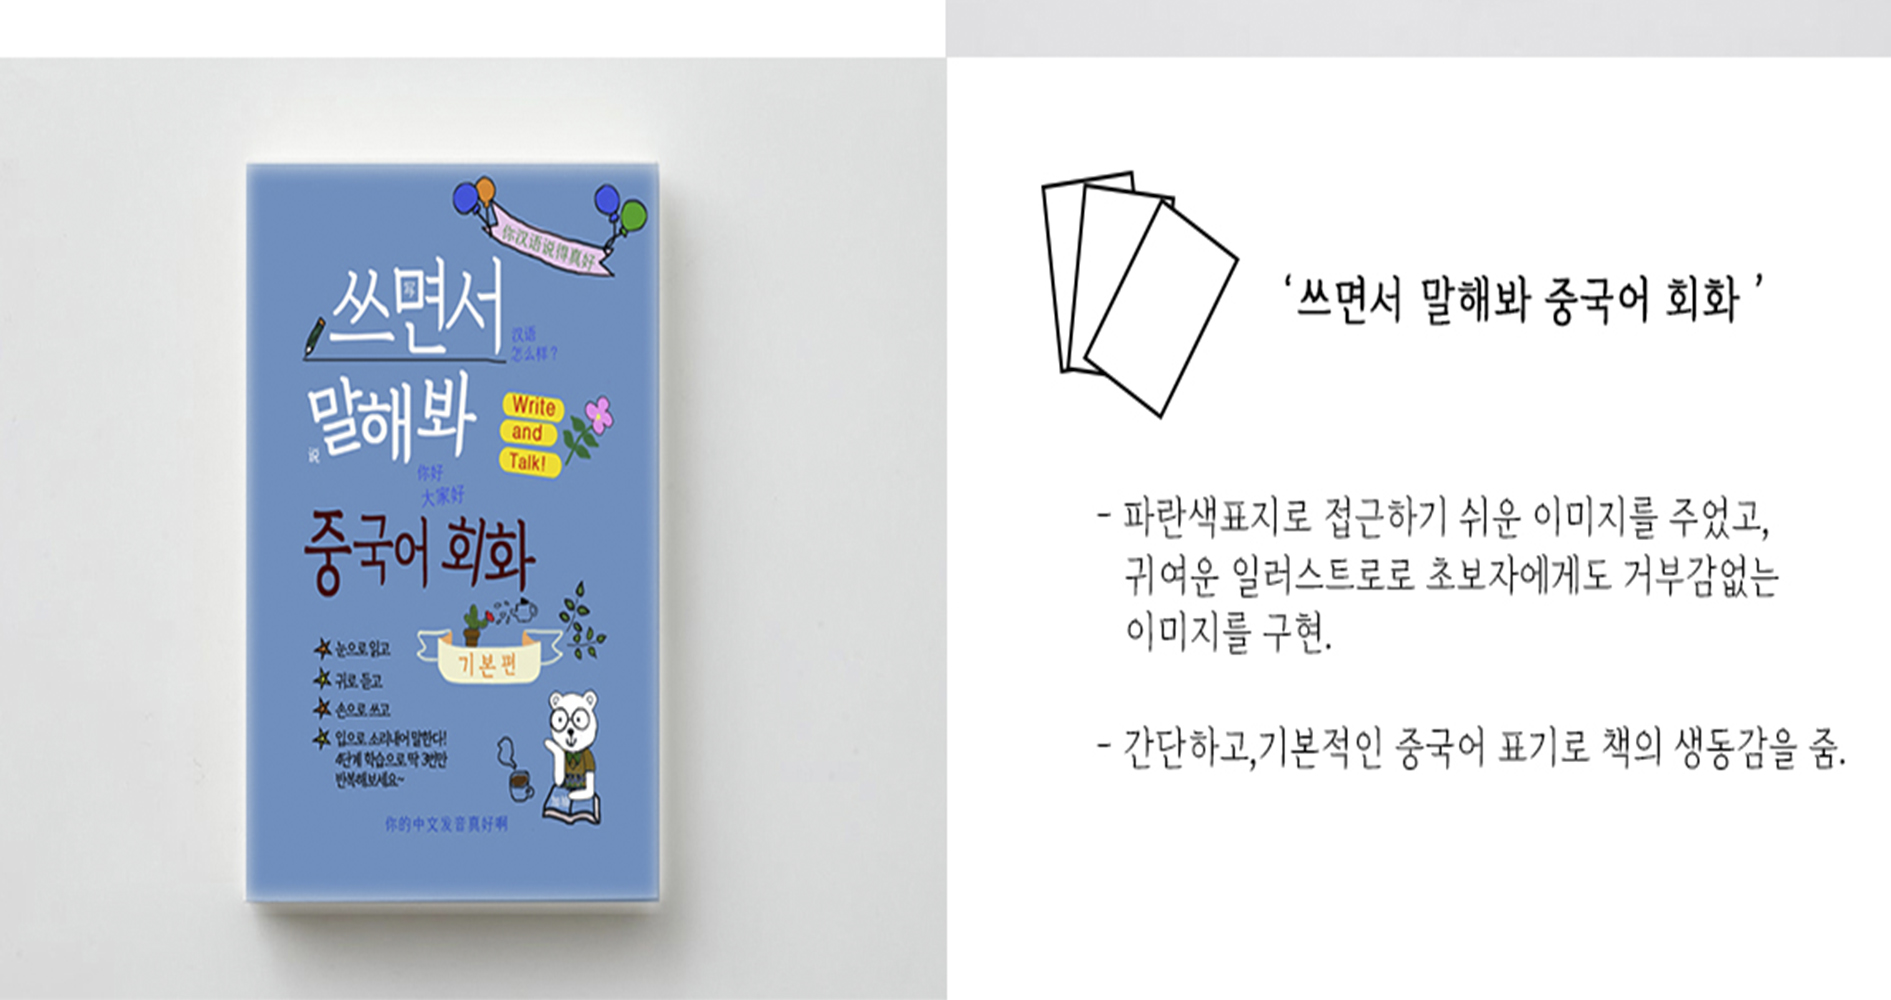 你汉语说得真好
쓰면서
写
汉语
怎么样?
말해봐
说
Write
and
Talk!
你好
大家好
중국어 회화
기본편
눈으로 읽고
귀로 듣고
손으로 쓰고
입으로 소리내어 말한다!
4단계 학습으로 딱 3번만
반복해보세요~
你的中文发音真好啊
‘쓰면서 말해봐 중국어 회화’
- 파란색표지로 접근하기 쉬운 이미지를 주었고,
귀여운 일러스트로로 초보자에게도 거부감없는
이미지를 구현.
- 간단하고,기본적인 중국어 표기로 책의 생동감을 줌.